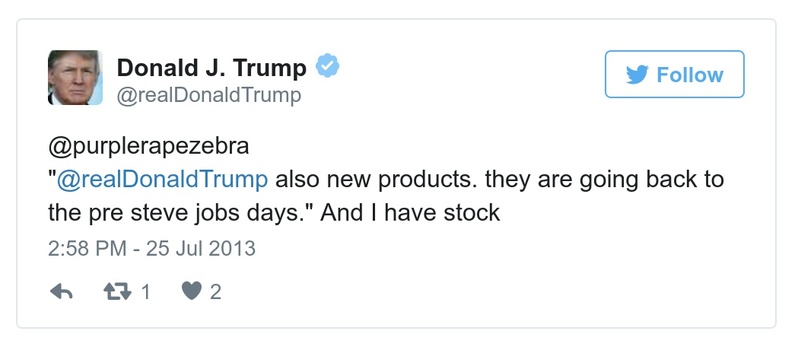 Donald J. Trump
@realDonaldTrump
Follow
@purplerapezebra
"@realDonaldTrump also new products. they are going back to
the pre steve jobs days." And I have stock
2:58 PM - 25 Jul 2013
1 2